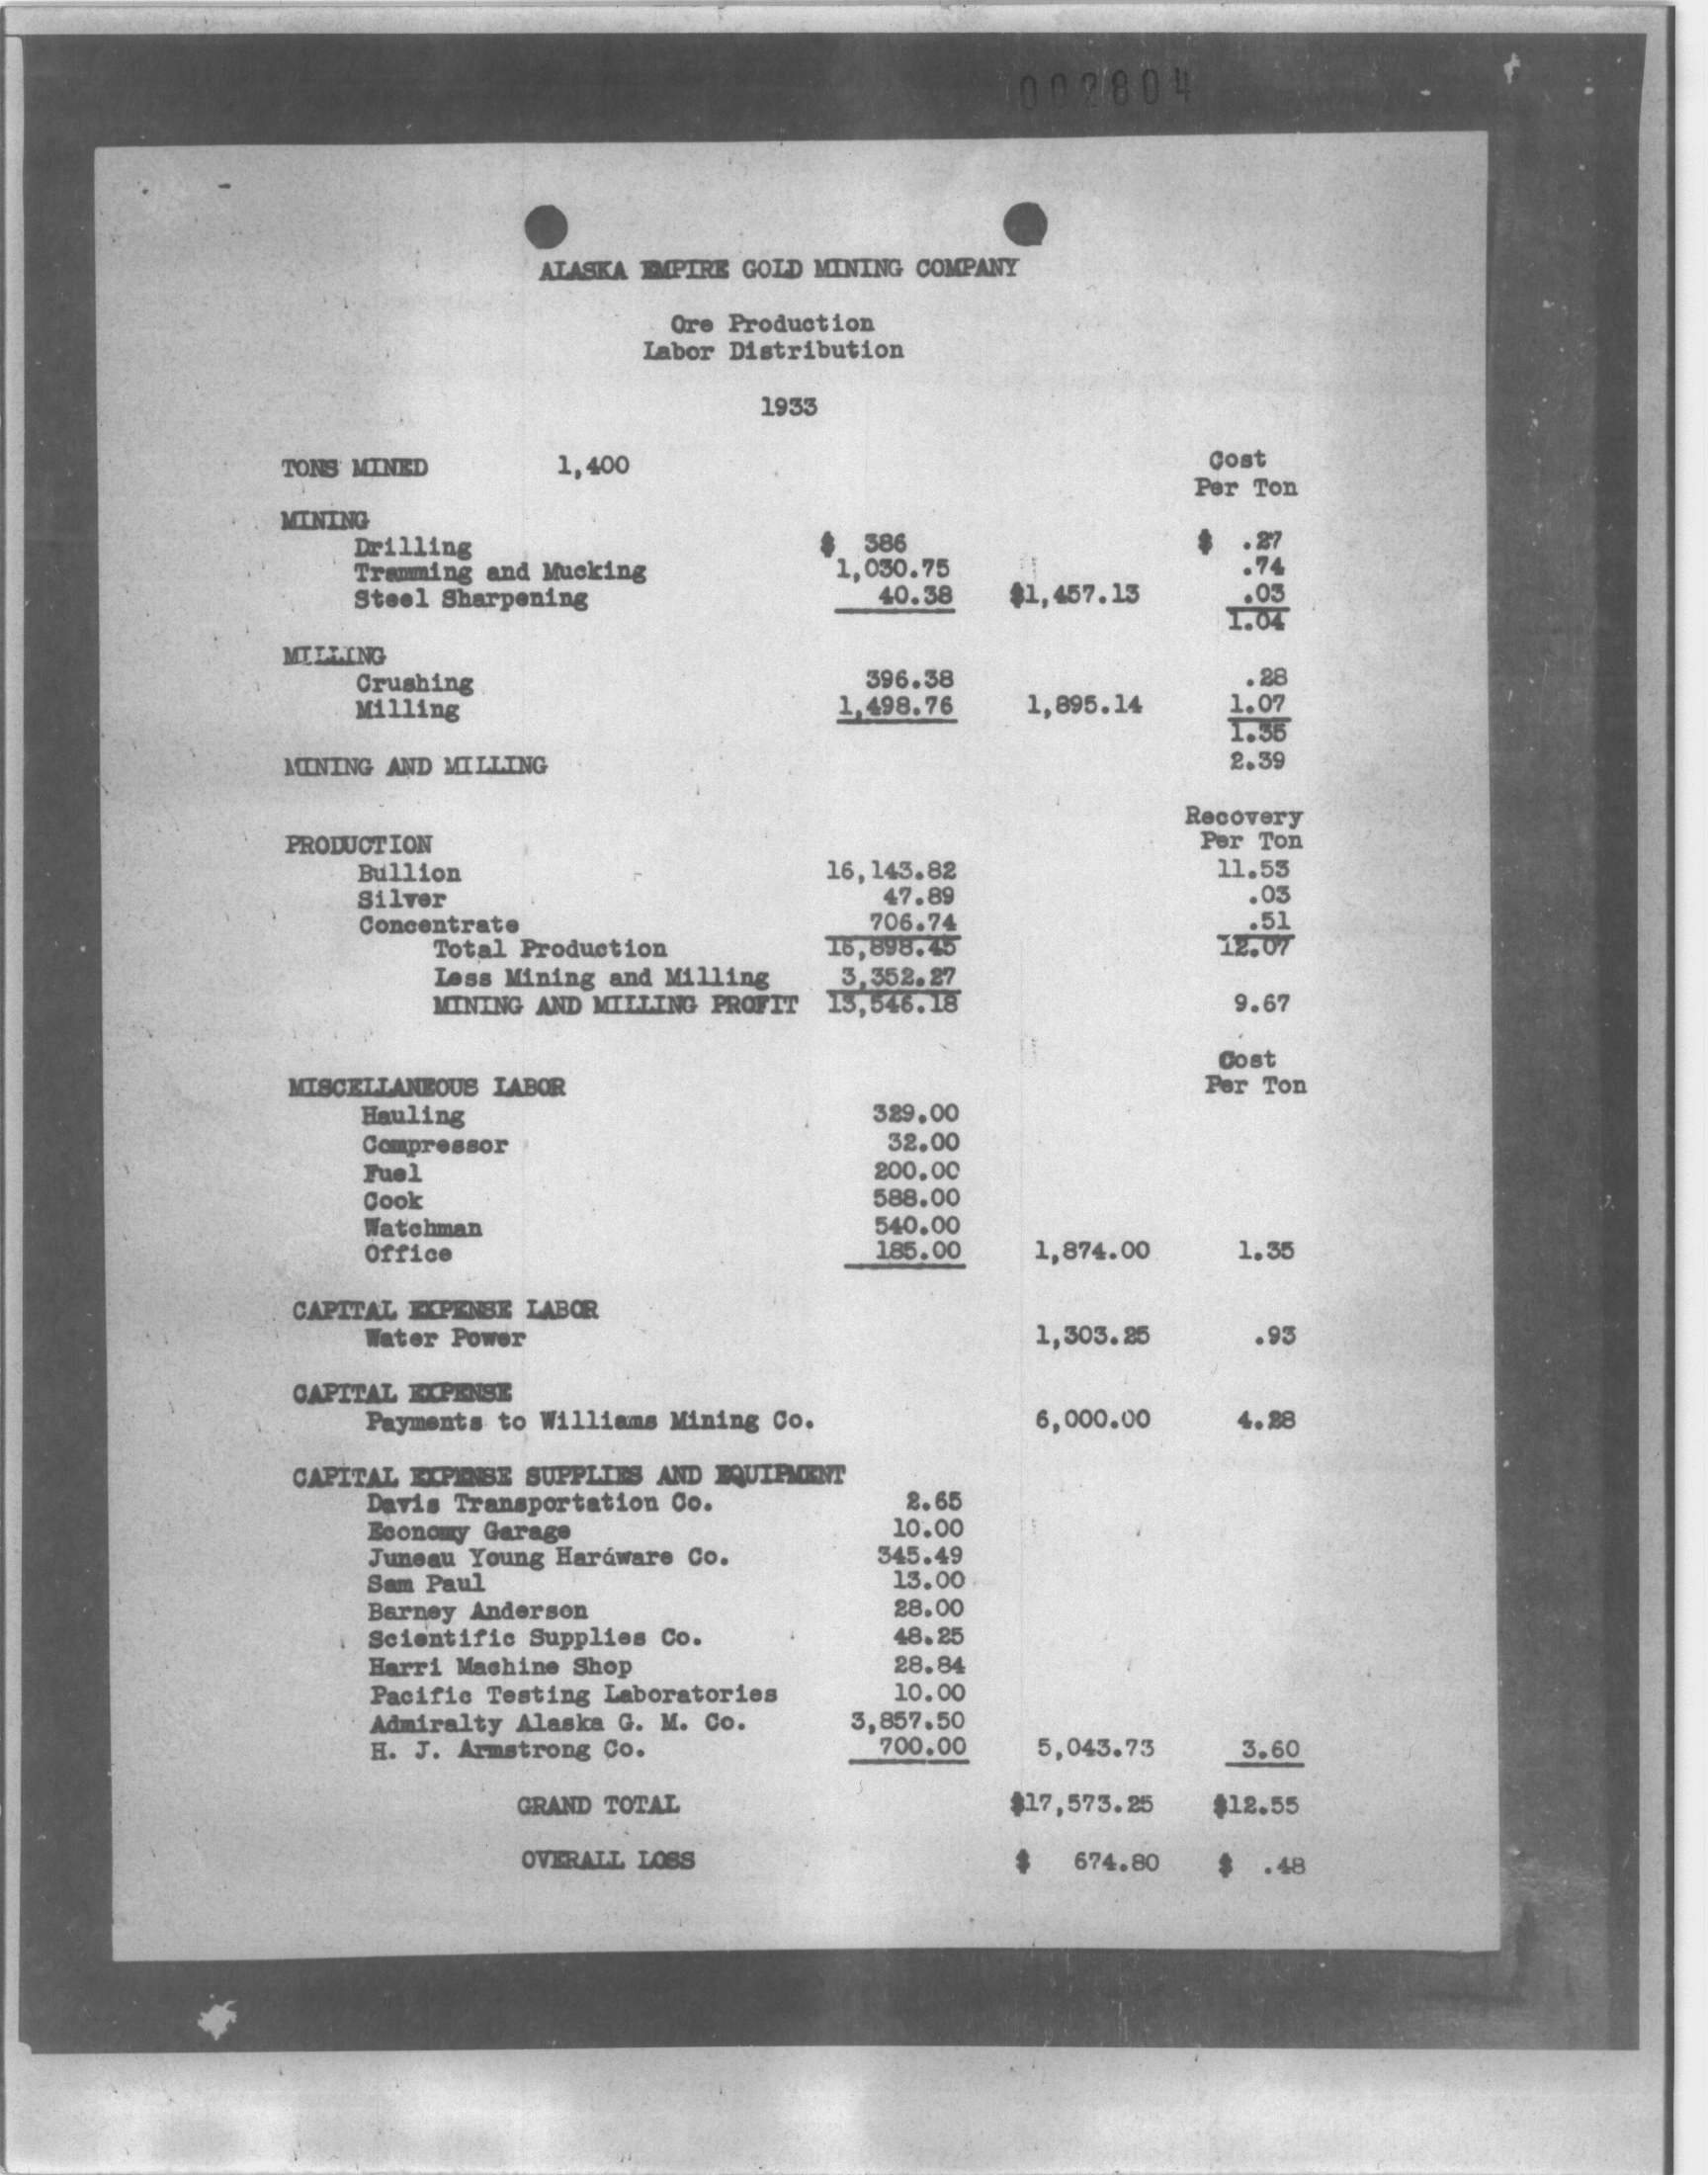 002804
ALASKA EMPIRE GOLD MINING COMPANY
Ore Production
Labor Distribution
1933
TONS MINED 1,400 Cost
Per Ton
MINING
Drilling $ 386 $ .27
Tramming and Mucking 1,030.75 .74
Steel Sharpening 40.38 $1,457.13 .03
1.04
MILLING
Crushing 396.38 .28
Milling 1,498.76 1,895.14 1.07
1.35
MINING AND MILLING 2.39
Recovery
PRODUCTION Per Ton
Bullion 16,143.82 11.53
Silver 47.89 .03
Concentrate 706.74 .51
Total Production 16,898.45 12.07
Less Mining and Milling 3,352.27
MINING AND MILLING PROFIT 13,546.18 9.67
Cost
MISCELLANEOUS LABOR Per Ton
Hauling 329.00
Compressor 32.00
Fuel 200.00
Cook 588.00
Watchman 540.00
Office 185.00 1,874.00 1.35
CAPITAL EXPENSE LABOR
Water Power 1,303.25 .93
CAPITAL EXPENSE
Payments to Williams Mining Co. 6,000.00 4.28
CAPITAL EXPENSE SUPPLIES AND EQUIPMENT
Davis Transportation Co. 2.65
Economy Garage 10.00
Juneau Young Hardware Co. 345.49
Sam Paul 13.00
Barney Anderson 28.00
Scientific Supplies Co. 48.25
Harri Machine Shop 28.84
Pacific Testing Laboratories 10.00
Admiralty Alaska G. M. Co. 3,857.50
H. J. Armstrong Co. 700.00 5,043.73 3.60
GRAND TOTAL $17,573.25 $12.55
OVERALL LOSS $ 674.80 $ .48